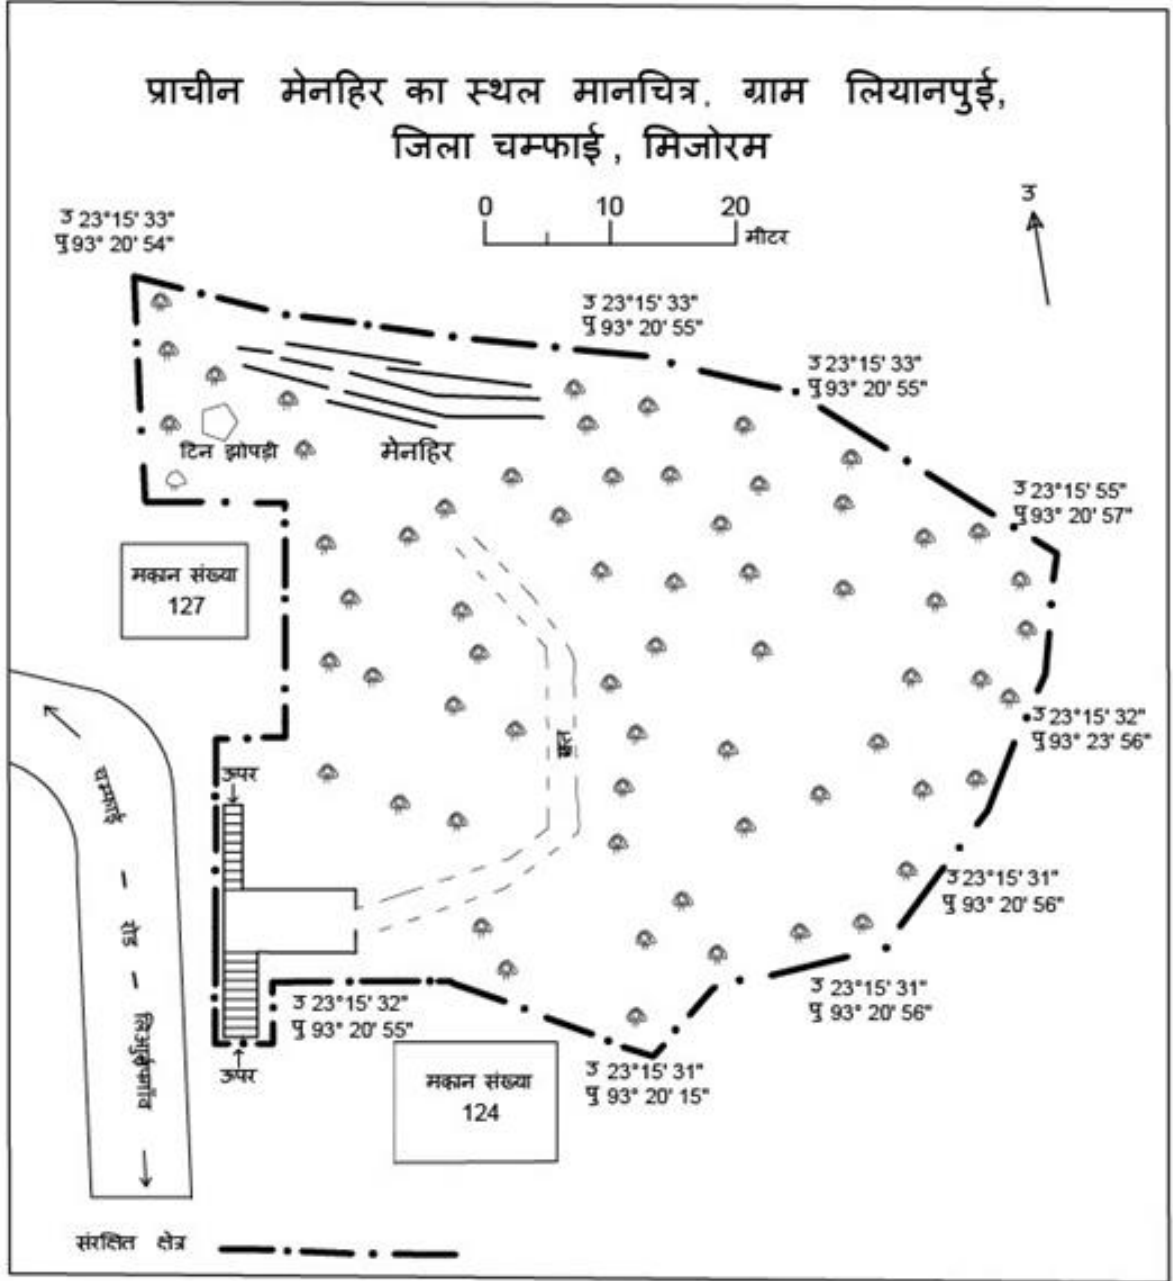 प्राचीन मेनहिर का स्थल मानचित्र. ग्राम लियानपुई,
जिला चम्फाई, मिजोरम
0 10 20
मीटर
उ
उ 23°15' 33"
पु 93° 20' 54"
उ 23°15' 33"
पु 93° 20' 55"
उ 23°15' 33"
पु 93° 20' 55"
टिन झोपड़ी
मेनहिर
उ 23°15' 55"
पु 93° 20' 57"
मकान संख्या
127
उ 23°15' 32"
पु 93° 23' 56"
ऊपर
चम्फाई - रोड -
उ 23°15' 31"
पु 93° 20' 56"
उ 23°15' 31"
पु 93° 20' 56"
उ 23°15' 32"
पु 93° 20' 55"
ऊपर
मकान संख्या
124
उ 23°15' 31"
पु 93° 20' 15"
संरक्षित क्षेत्र